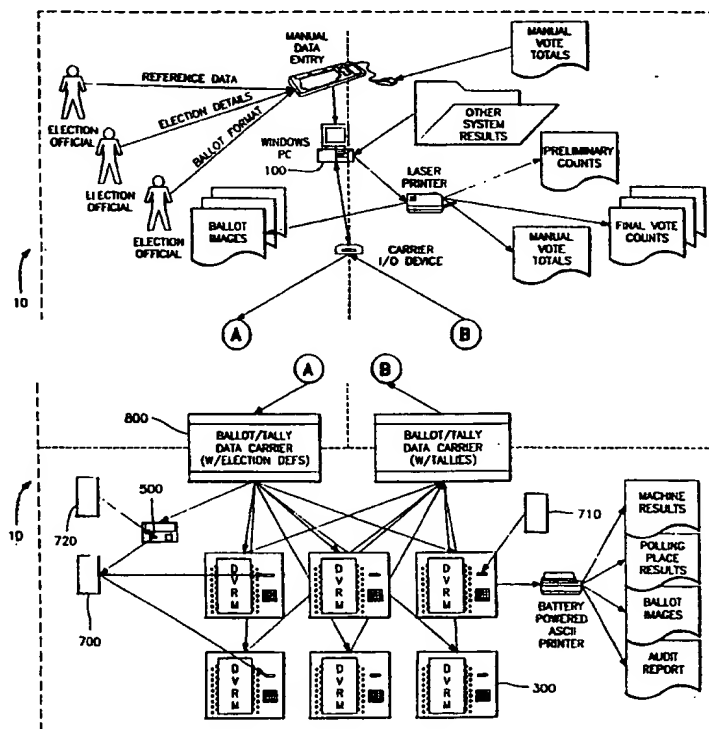 MANUAL
DATA
ENTRY
MANUAL
VOTE
TOTALS
REFERENCE DATA
ELECTION DETAILS
BALLOT FORMAT
ELECTION
OFFICIAL
ELECTION
OFFICIAL
ELECTION
OFFICIAL
WINDOWS
PC
100
OTHER
SYSTEM
RESULTS
LASER
PRINTER
PRELIMINARY
COUNTS
BALLOT
IMAGES
FINAL VOTE
COUNTS
MANUAL
VOTE
TOTALS
CARRIER
I/O DEVICE
10
A
B
A
B
800
BALLOT/TALLY
DATA CARRIER
(W/ELECTION DEFS)
BALLOT/TALLY
DATA CARRIER
(W/TALLIES)
10
720
500
700
710
DVRM
DVRM
DVRM
DVRM
DVRM
DVRM
300
BATTERY
POWERED
ASCII
PRINTER
MACHINE
RESULTS
POLLING
PLACE
RESULTS
BALLOT
IMAGES
AUDIT
REPORT